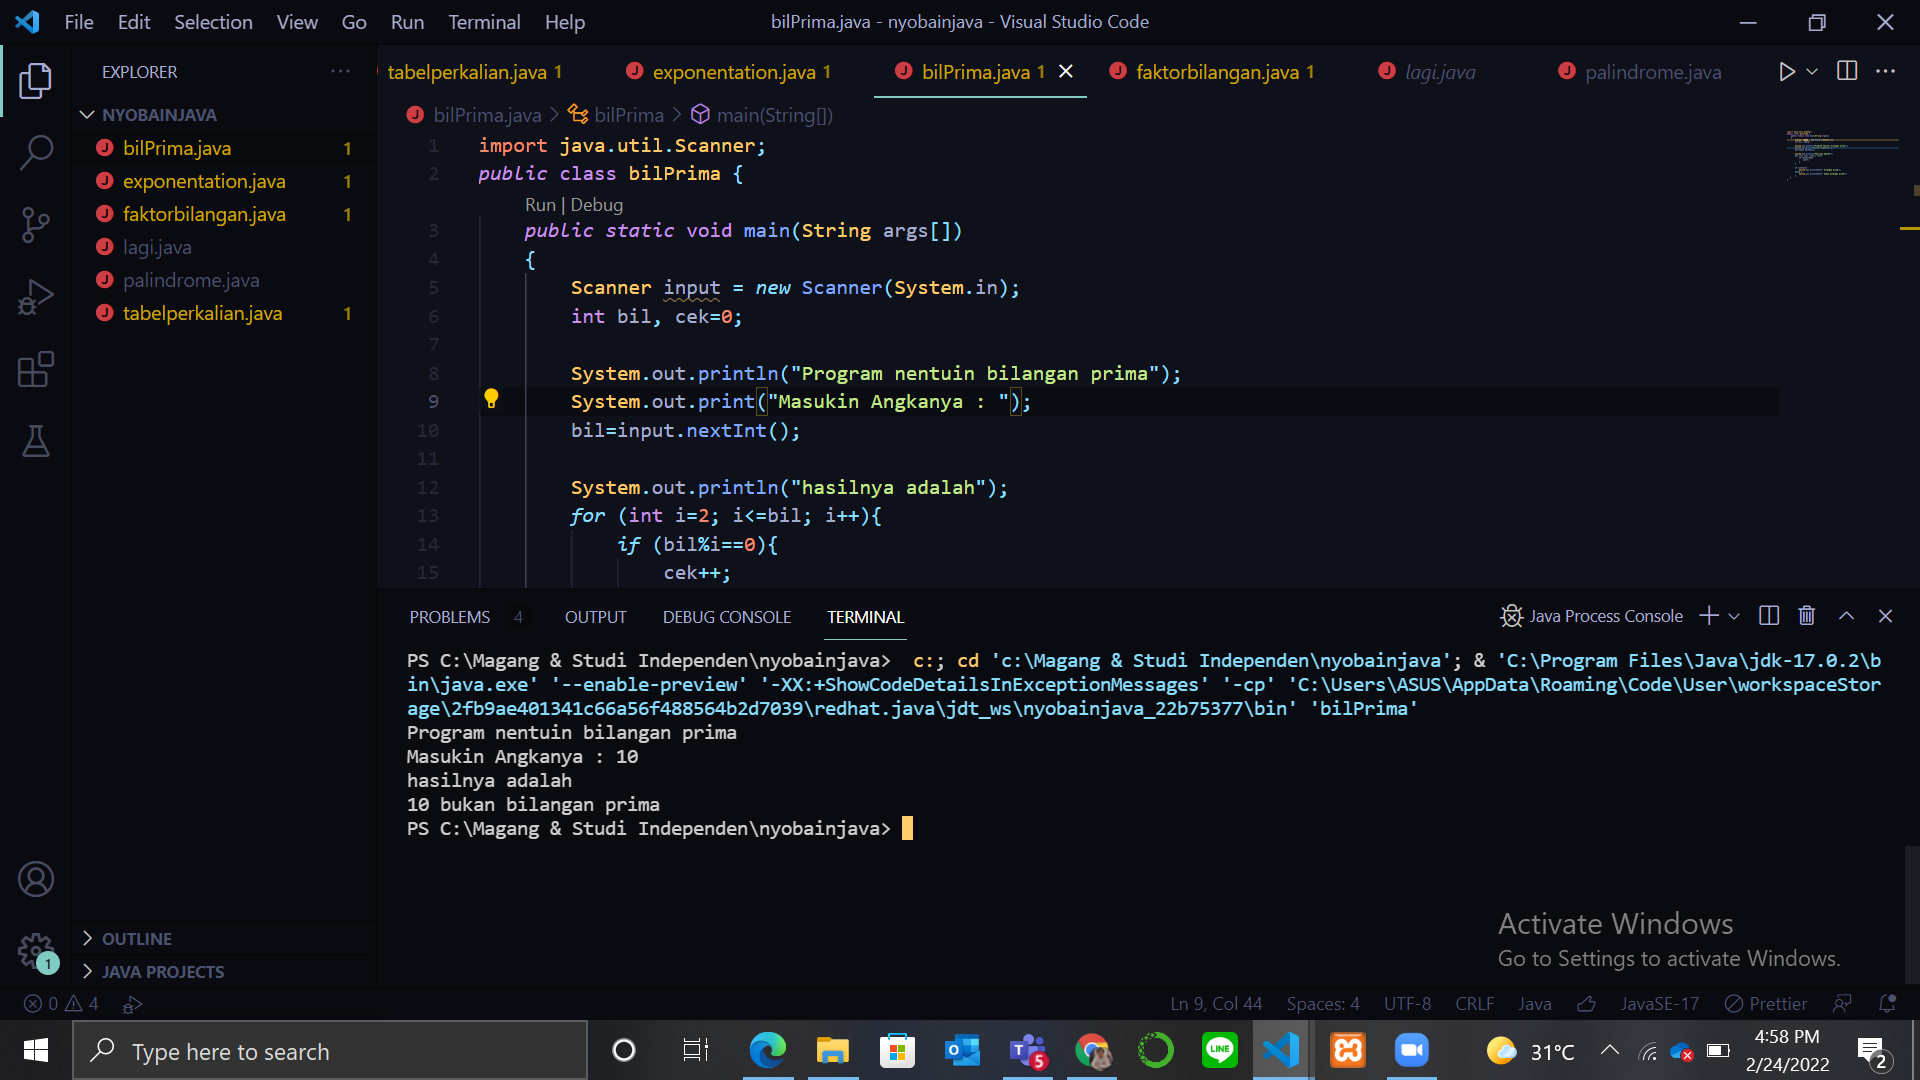 File Edit Selection View Go Run Terminal Help
bilPrima.java - nyobainjava - Visual Studio Code
EXPLORER
NYOBAINJAVA
bilPrima.java 1
exponentation.java 1
faktorbilangan.java 1
lagi.java
palindrome.java
tabelperkalian.java 1
OUTLINE
JAVA PROJECTS
tabelperkalian.java 1 exponentation.java 1 bilPrima.java 1 faktorbilangan.java 1 lagi.java palindrome.java
bilPrima.java > bilPrima > main(String[])
1 import java.util.Scanner;
2 public class bilPrima {
Run | Debug
3 public static void main(String args[])
4 {
5 Scanner input = new Scanner(System.in);
6 int bil, cek=0;
7
8 System.out.println("Program nentuin bilangan prima");
9 System.out.print("Masukin Angkanya : ");
10 bil=input.nextInt();
11
12 System.out.println("hasilnya adalah");
13 for (int i=2; i<=bil; i++){
14 if (bil%i==0){
15 cek++;
PROBLEMS 4 OUTPUT DEBUG CONSOLE TERMINAL
Java Process Console
PS C:\Magang & Studi Independen\nyobainjava>  c:; cd 'c:\Magang & Studi Independen\nyobainjava'; & 'C:\Program Files\Java\jdk-17.0.2\b
in\java.exe' '--enable-preview' '-XX:+ShowCodeDetailsInExceptionMessages' '-cp' 'C:\Users\ASUS\AppData\Roaming\Code\User\workspaceStor
age\2fb9ae401341c66a56f488564b2d7039\redhat.java\jdt_ws\nyobainjava_22b75377\bin' 'bilPrima'
Program nentuin bilangan prima
Masukin Angkanya : 10
hasilnya adalah
10 bukan bilangan prima
PS C:\Magang & Studi Independen\nyobainjava>
Activate Windows
Go to Settings to activate Windows.
1
0 4
Ln 9, Col 44 Spaces: 4 UTF-8 CRLF Java JavaSE-17 Prettier
Type here to search
5
LINE
31°C
4:58 PM
2/24/2022
2